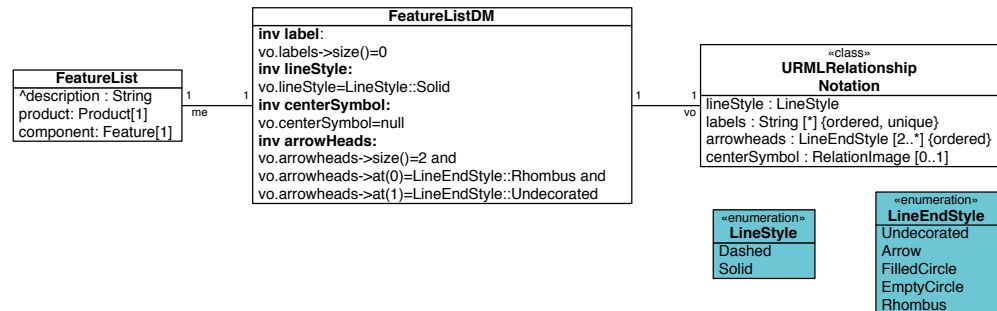 FeatureList
^description : String
product: Product[1]
component: Feature[1]
1
me
1
FeatureListDM
inv label:
vo.labels->size()=0
inv lineStyle:
vo.lineStyle=LineStyle::Solid
inv centerSymbol:
vo.centerSymbol=null
inv arrowHeads:
vo.arrowheads->size()=2 and
vo.arrowheads->at(0)=LineEndStyle::Rhombus and
vo.arrowheads->at(1)=LineEndStyle::Undecorated
1
1
vo
«class»
URMLRelationship
Notation
lineStyle : LineStyle
labels : String [*] {ordered, unique}
arrowheads : LineEndStyle [2..*] {ordered}
centerSymbol : RelationImage [0..1]
«enumeration»
LineStyle
Dashed
Solid
«enumeration»
LineEndStyle
Undecorated
Arrow
FilledCircle
EmptyCircle
Rhombus